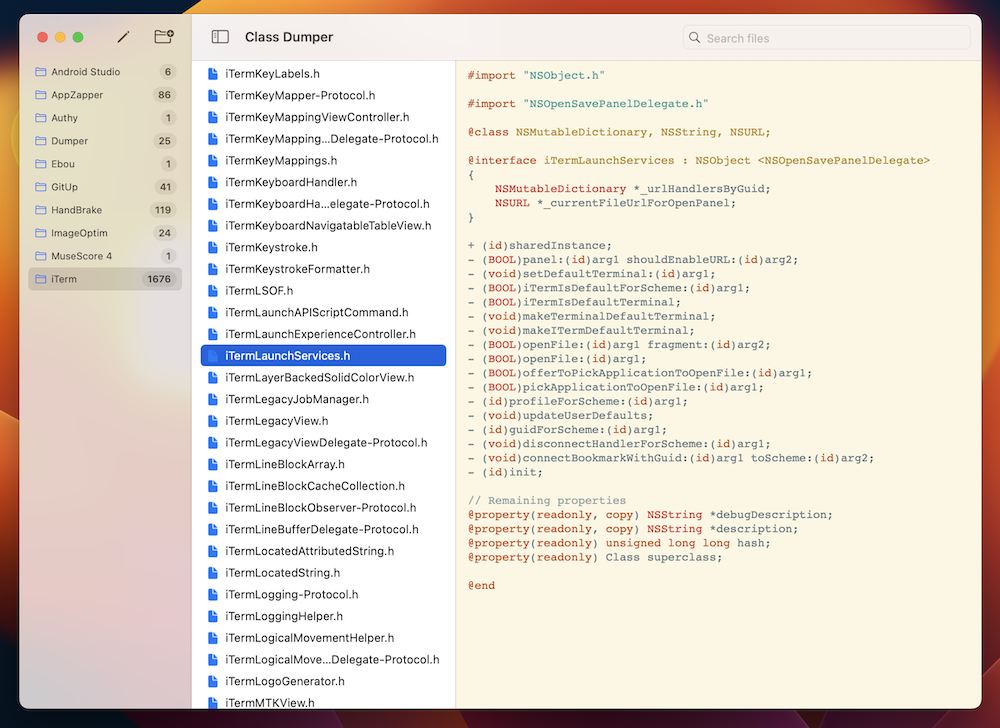 Class Dumper
Search files
Android Studio 6
AppZapper 86
Authy 1
Dumper 25
Ebou 1
GitUp 41
HandBrake 119
ImageOptim 24
MuseScore 4 1
iTerm 1676
iTermKeyLabels.h
iTermKeyMapper-Protocol.h
iTermKeyMappingViewController.h
iTermKeyMapping...Delegate-Protocol.h
iTermKeyMappings.h
iTermKeyboardHandler.h
iTermKeyboardHa...elegate-Protocol.h
iTermKeyboardNavigatableTableView.h
iTermKeystroke.h
iTermKeystrokeFormatter.h
iTermLSOF.h
iTermLaunchAPIScriptCommand.h
iTermLaunchExperienceController.h
iTermLaunchServices.h
iTermLayerBackedSolidColorView.h
iTermLegacyJobManager.h
iTermLegacyView.h
iTermLegacyViewDelegate-Protocol.h
iTermLineBlockArray.h
iTermLineBlockCacheCollection.h
iTermLineBlockObserver-Protocol.h
iTermLineBufferDelegate-Protocol.h
iTermLocatedAttributedString.h
iTermLocatedString.h
iTermLogging-Protocol.h
iTermLoggingHelper.h
iTermLogicalMovementHelper.h
iTermLogicalMove...Delegate-Protocol.h
iTermLogoGenerator.h
iTermMTKView.h
#import "NSObject.h"
#import "NSOpenSavePanelDelegate.h"
@class NSMutableDictionary, NSString, NSURL;
@interface iTermLaunchServices : NSObject <NSOpenSavePanelDelegate>
{
    NSMutableDictionary *_urlHandlersByGuid;
    NSURL *_currentFileUrlForOpenPanel;
}
+ (id)sharedInstance;
- (BOOL)panel:(id)arg1 shouldEnableURL:(id)arg2;
- (void)setDefaultTerminal:(id)arg1;
- (BOOL)iTermIsDefaultForScheme:(id)arg1;
- (BOOL)iTermIsDefaultTerminal;
- (void)makeTerminalDefaultTerminal;
- (void)makeITermDefaultTerminal;
- (BOOL)openFile:(id)arg1 fragment:(id)arg2;
- (BOOL)openFile:(id)arg1;
- (BOOL)offerToPickApplicationToOpenFile:(id)arg1;
- (BOOL)pickApplicationToOpenFile:(id)arg1;
- (id)profileForScheme:(id)arg1;
- (void)updateUserDefaults;
- (id)guidForScheme:(id)arg1;
- (void)disconnectHandlerForScheme:(id)arg1;
- (void)connectBookmarkWithGuid:(id)arg1 toScheme:(id)arg2;
- (id)init;
// Remaining properties
@property(readonly, copy) NSString *debugDescription;
@property(readonly, copy) NSString *description;
@property(readonly) unsigned long long hash;
@property(readonly) Class superclass;
@end